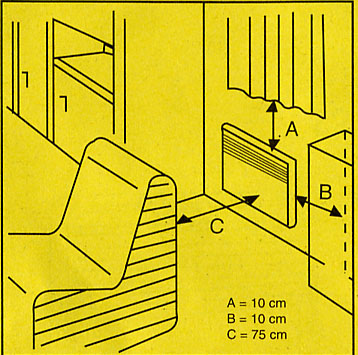 A
B
C
A = 10 cm
B = 10 cm
C = 75 cm